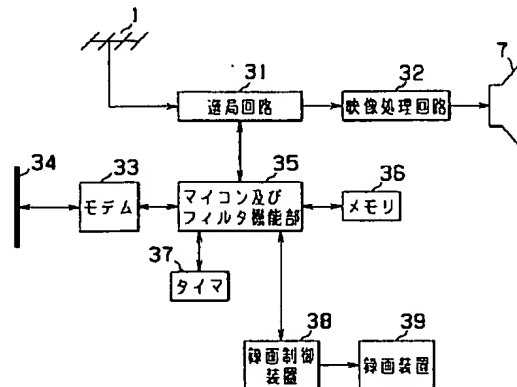 1
31
選局回路
32
映像処理回路
7
34
33
モデム
35
マイコン及び
フィルタ機能部
36
メモリ
37
タイマ
38
録画制御
装置
39
録画装置